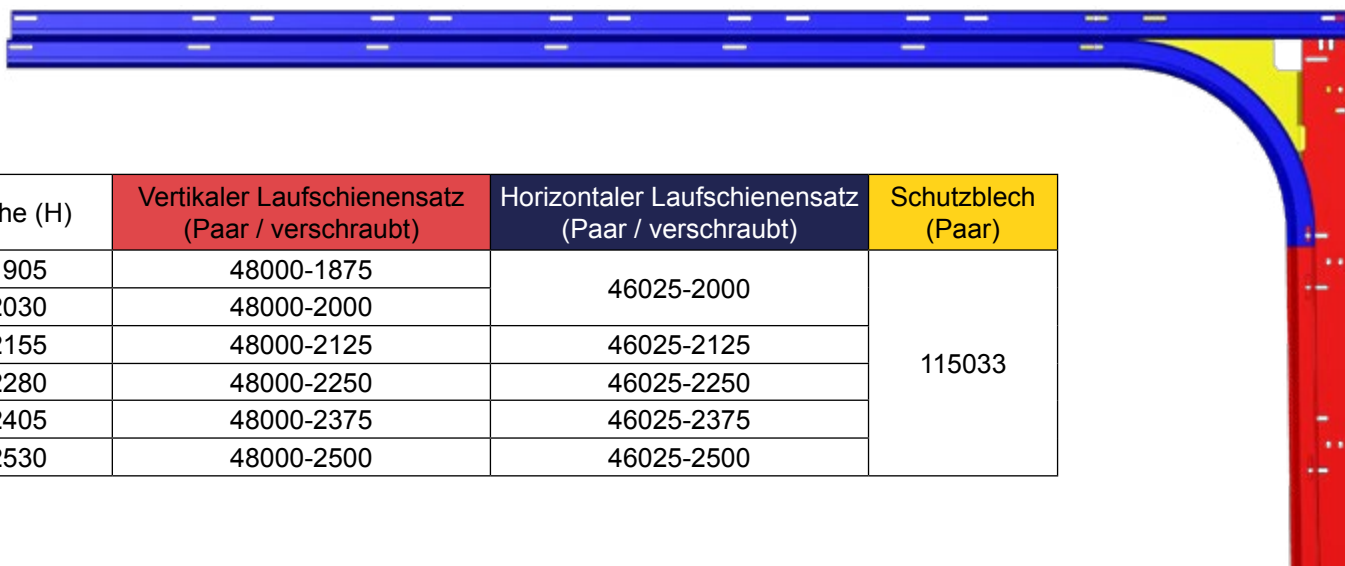 he (H) Vertikaler Laufschienensatz Horizontaler Laufschienensatz Schutzblech
(Paar / verschraubt) (Paar / verschraubt) (Paar)
905 48000-1875 46025-2000 115033
030 48000-2000
155 48000-2125 46025-2125
280 48000-2250 46025-2250
405 48000-2375 46025-2375
530 48000-2500 46025-2500